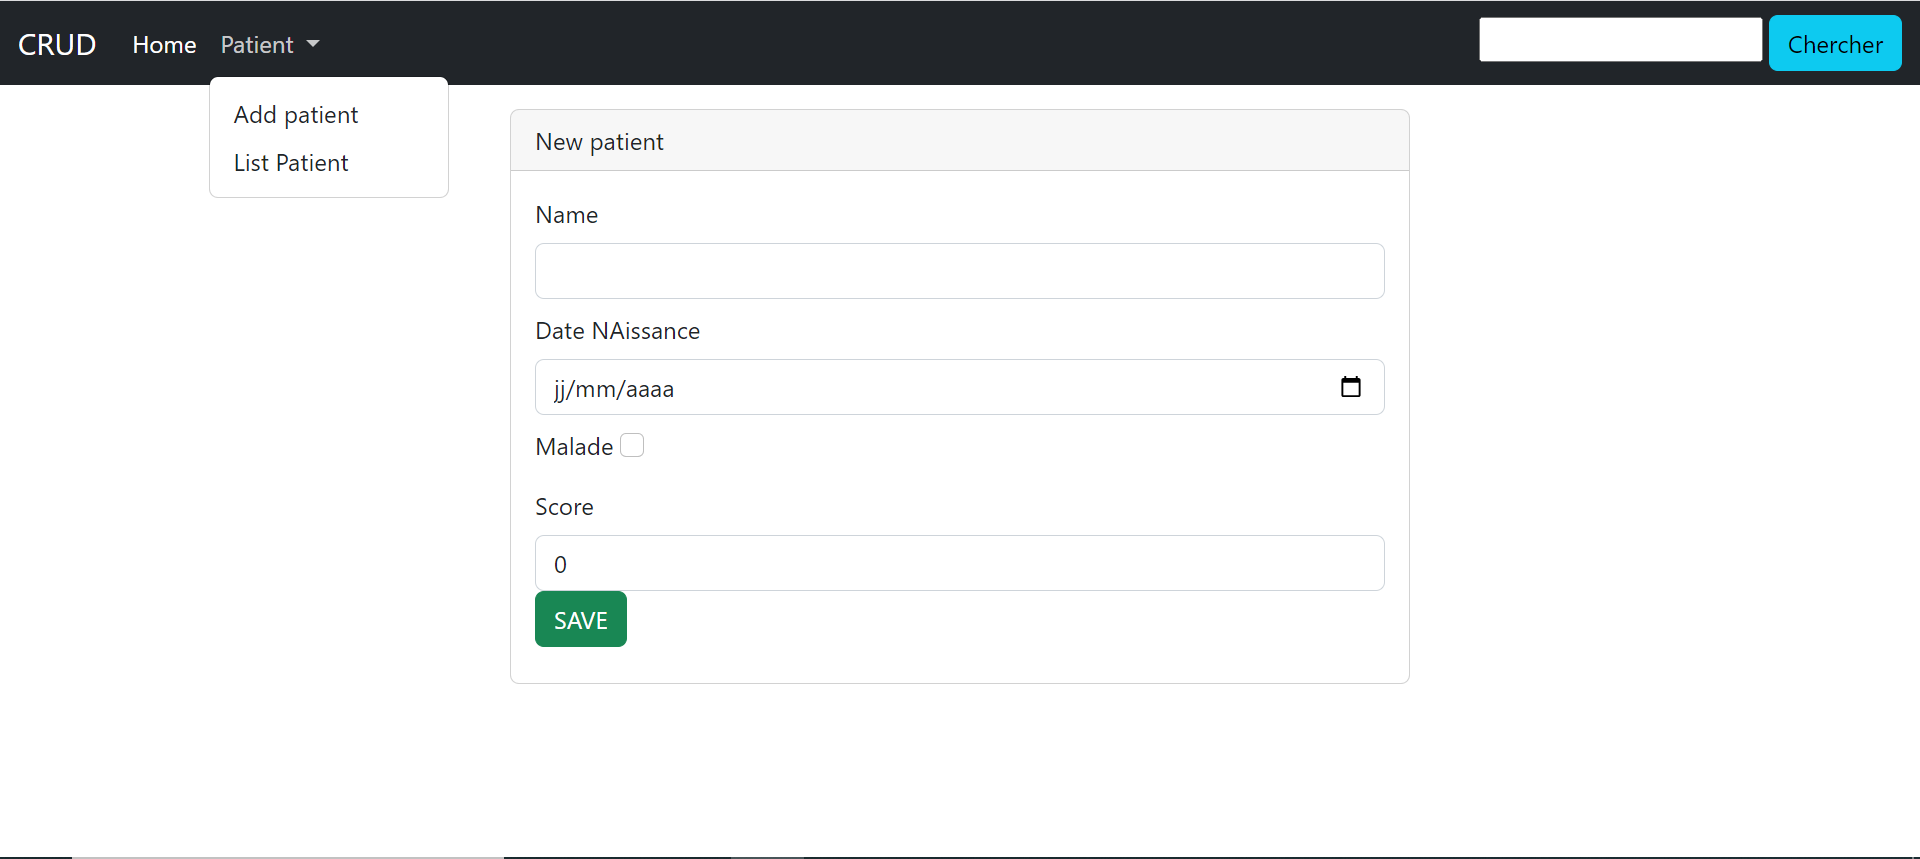 CRUD Home Patient Chercher
Add patient
List Patient
New patient
Name
Date NAissance
jj/mm/aaaa
Malade
Score
0
SAVE